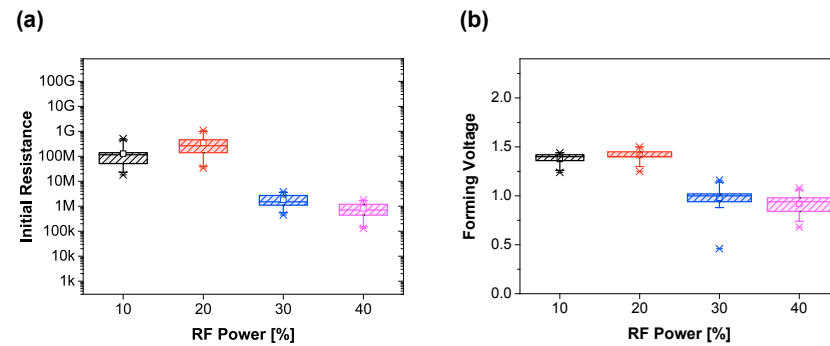 (a)
(b)
Initial Resistance
100G
10G
1G
100M
10M
1M
100k
10k
1k
10
20
30
40
RF Power [%]
Forming Voltage
2.0
1.5
1.0
0.5
0.0
10
20
30
40
RF Power [%]